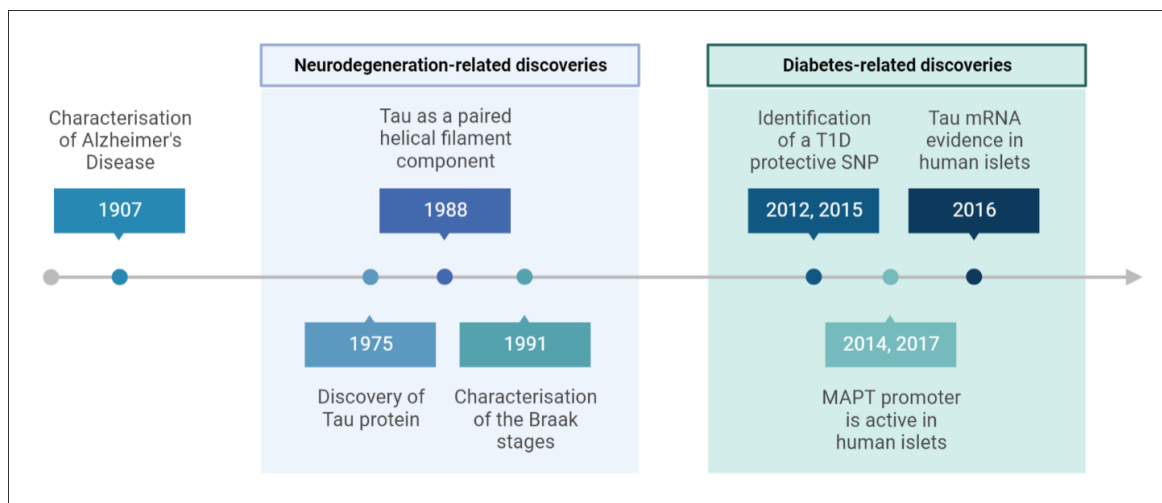 Neurodegeneration-related discoveries
Diabetes-related discoveries
Characterisation
of Alzheimer's
Disease
1907
Tau as a paired
helical filament
component
1988
Identification
of a T1D
protective SNP
2012, 2015
Tau mRNA
evidence in
human islets
2016
1975
Discovery of
Tau protein
1991
Characterisation
of the Braak
stages
2014, 2017
MAPT promoter
is active in
human islets